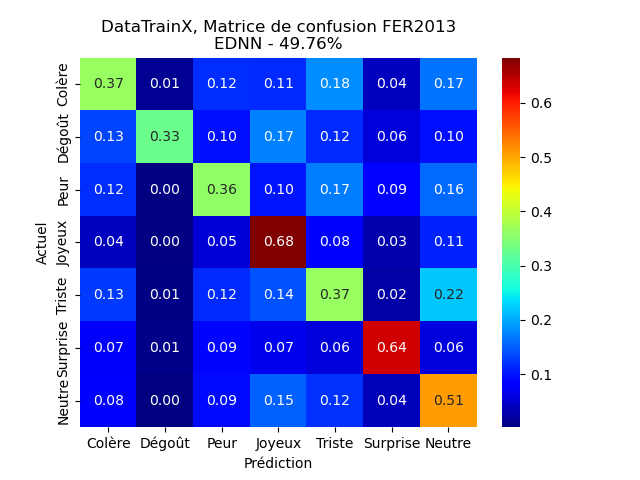 DataTrainX, Matrice de confusion FER2013
EDNN - 49.76%
Actuel
Colère 0.37 0.01 0.12 0.11 0.18 0.04 0.17
Dégoût 0.13 0.33 0.10 0.17 0.12 0.06 0.10
Peur 0.12 0.00 0.36 0.10 0.17 0.09 0.16
Joyeux 0.04 0.00 0.05 0.68 0.08 0.03 0.11
Triste 0.13 0.01 0.12 0.14 0.37 0.02 0.22
Surprise 0.07 0.01 0.09 0.07 0.06 0.64 0.06
Neutre 0.08 0.00 0.09 0.15 0.12 0.04 0.51
Colère Dégoût Peur Joyeux Triste Surprise Neutre
Prédiction
0.6
0.5
0.4
0.3
0.2
0.1